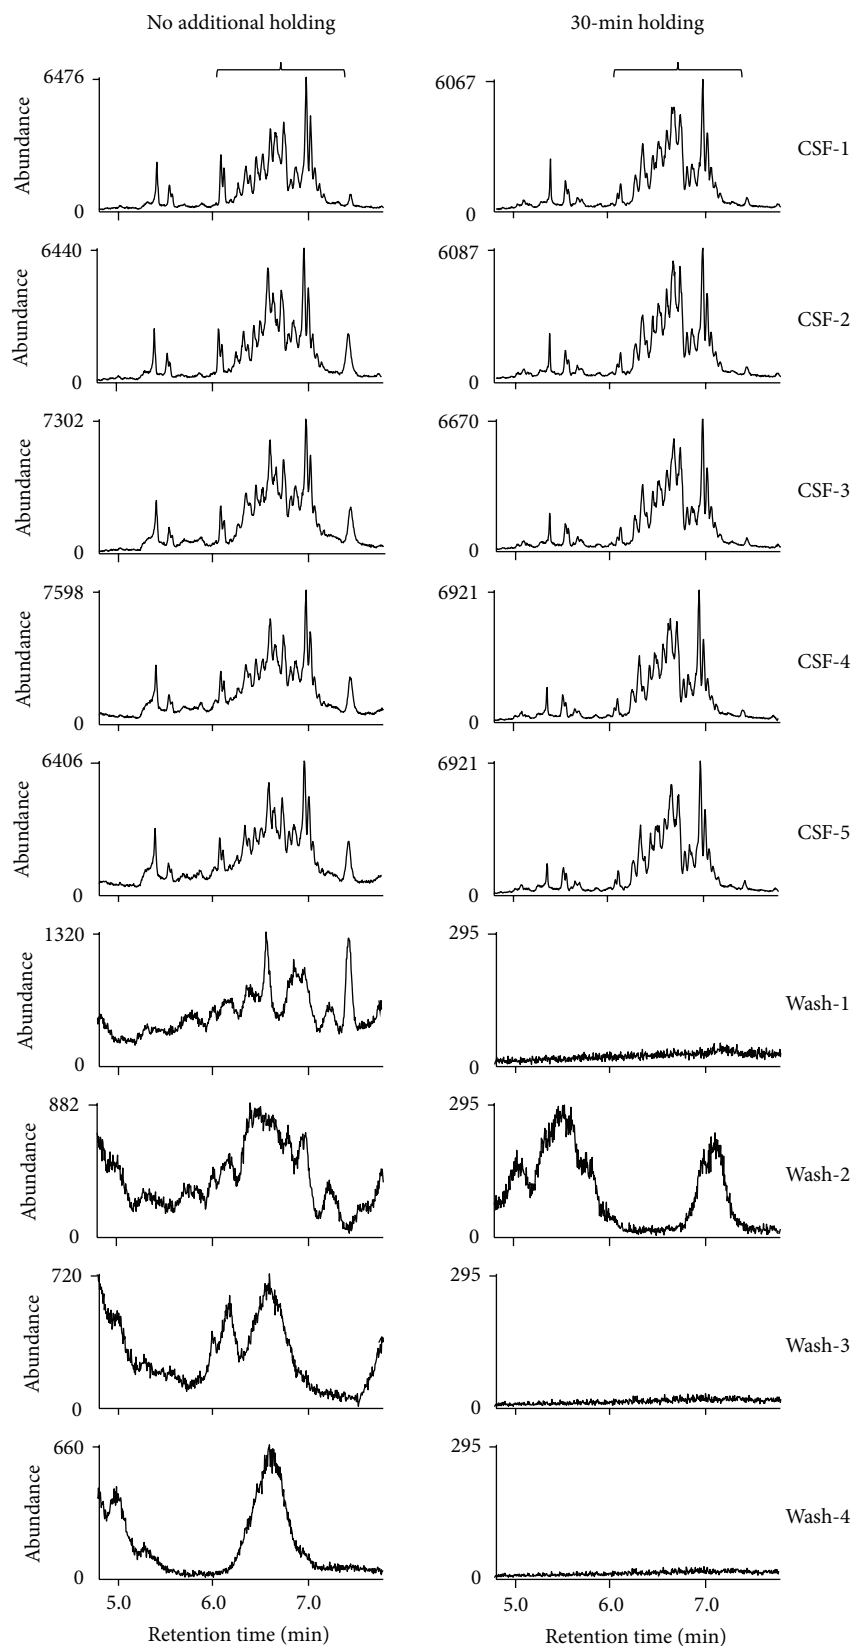 No additional holding 30-min holding
6476 6067
Abundance CSF-1
0 0
6440 6087
Abundance CSF-2
0 0
7302 6670
Abundance CSF-3
0 0
7598 6921
Abundance CSF-4
0 0
6406 6921
Abundance CSF-5
0 0
1320 295
Abundance Wash-1
0 0
882 295
Abundance Wash-2
0 0
720 295
Abundance Wash-3
0 0
660 295
Abundance Wash-4
0 0
5.0 6.0 7.0 5.0 6.0 7.0
Retention time (min) Retention time (min)